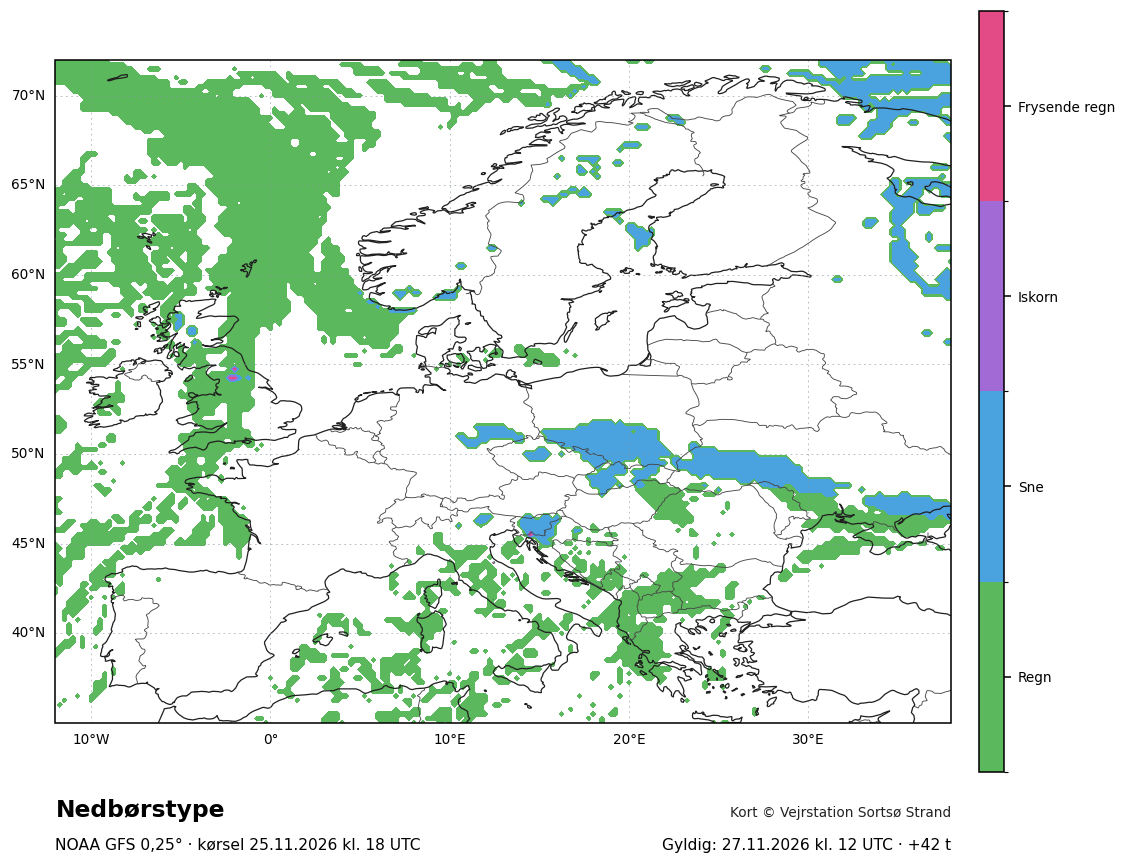 Frysende regn
Iskorn
Sne
Regn
70°N
65°N
60°N
55°N
50°N
45°N
40°N
10°W
0°
10°E
20°E
30°E
Nedbørstype
Kort © Vejrstation Sortsø Strand
NOAA GFS 0,25° · kørsel 25.11.2026 kl. 18 UTC
Gyldig: 27.11.2026 kl. 12 UTC · +42 t